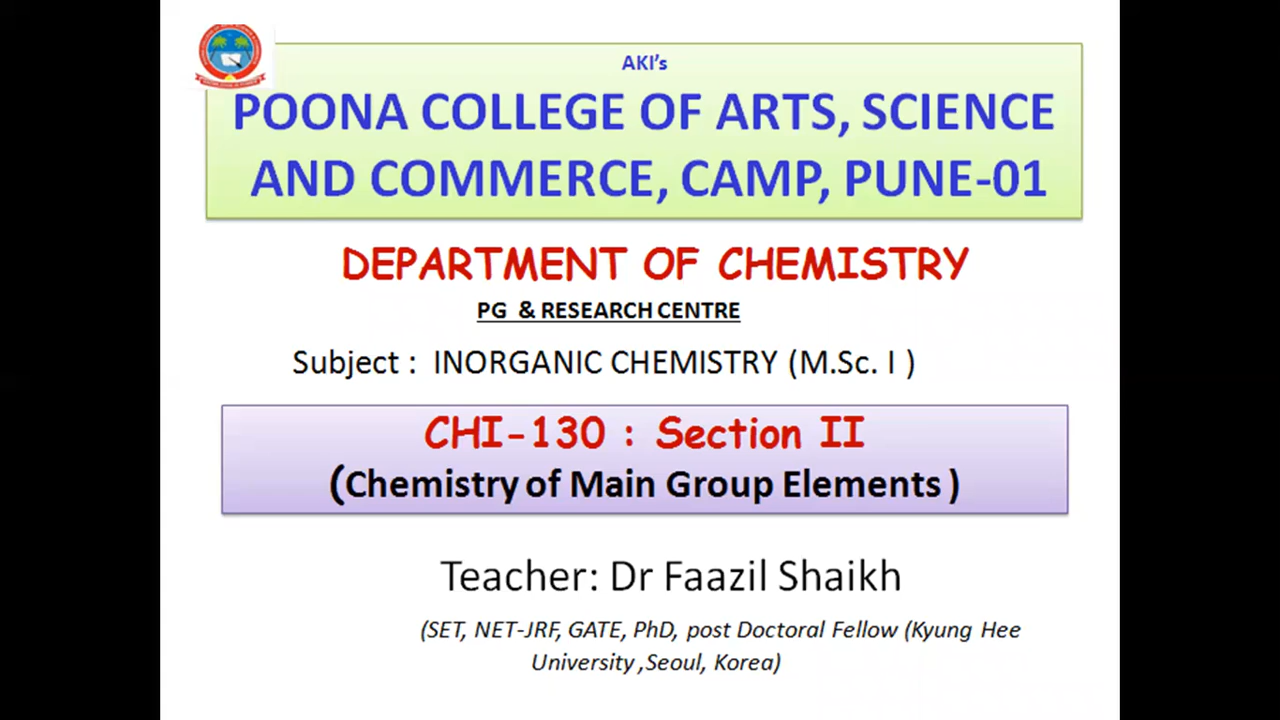 AKI's
POONA COLLEGE OF ARTS, SCIENCE
AND COMMERCE, CAMP, PUNE-01
DEPARTMENT OF CHEMISTRY
PG & RESEARCH CENTRE
Subject : INORGANIC CHEMISTRY (M.Sc. I )
CHI-130 : Section II
(Chemistry of Main Group Elements )
Teacher: Dr Faazil Shaikh
(SET, NET-JRF, GATE, PhD, post Doctoral Fellow (Kyung Hee
University ,Seoul, Korea)